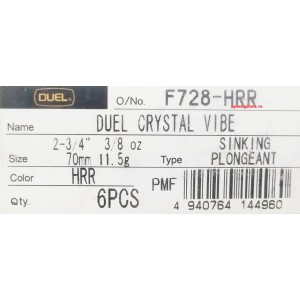 DUEL® O/No. F728-HRR
Name DUEL CRYSTAL VIBE
2-3/4" 3/8 oz SINKING
Size 70mm 11.5g Type PLONGEANT
Color HRR PMF
Qty. 6PCS
4 940764 144960